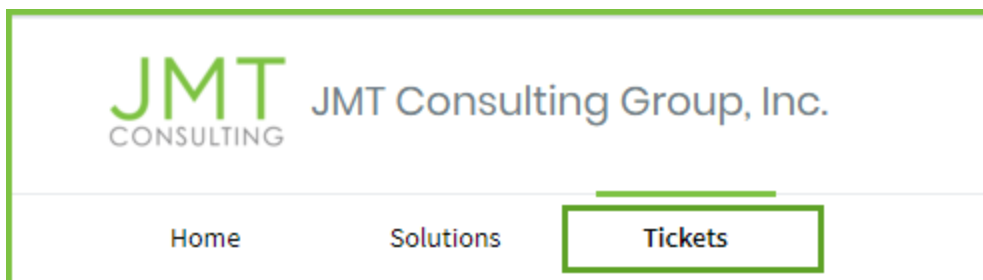 JMT
CONSULTING
JMT Consulting Group, Inc.
Home Solutions Tickets